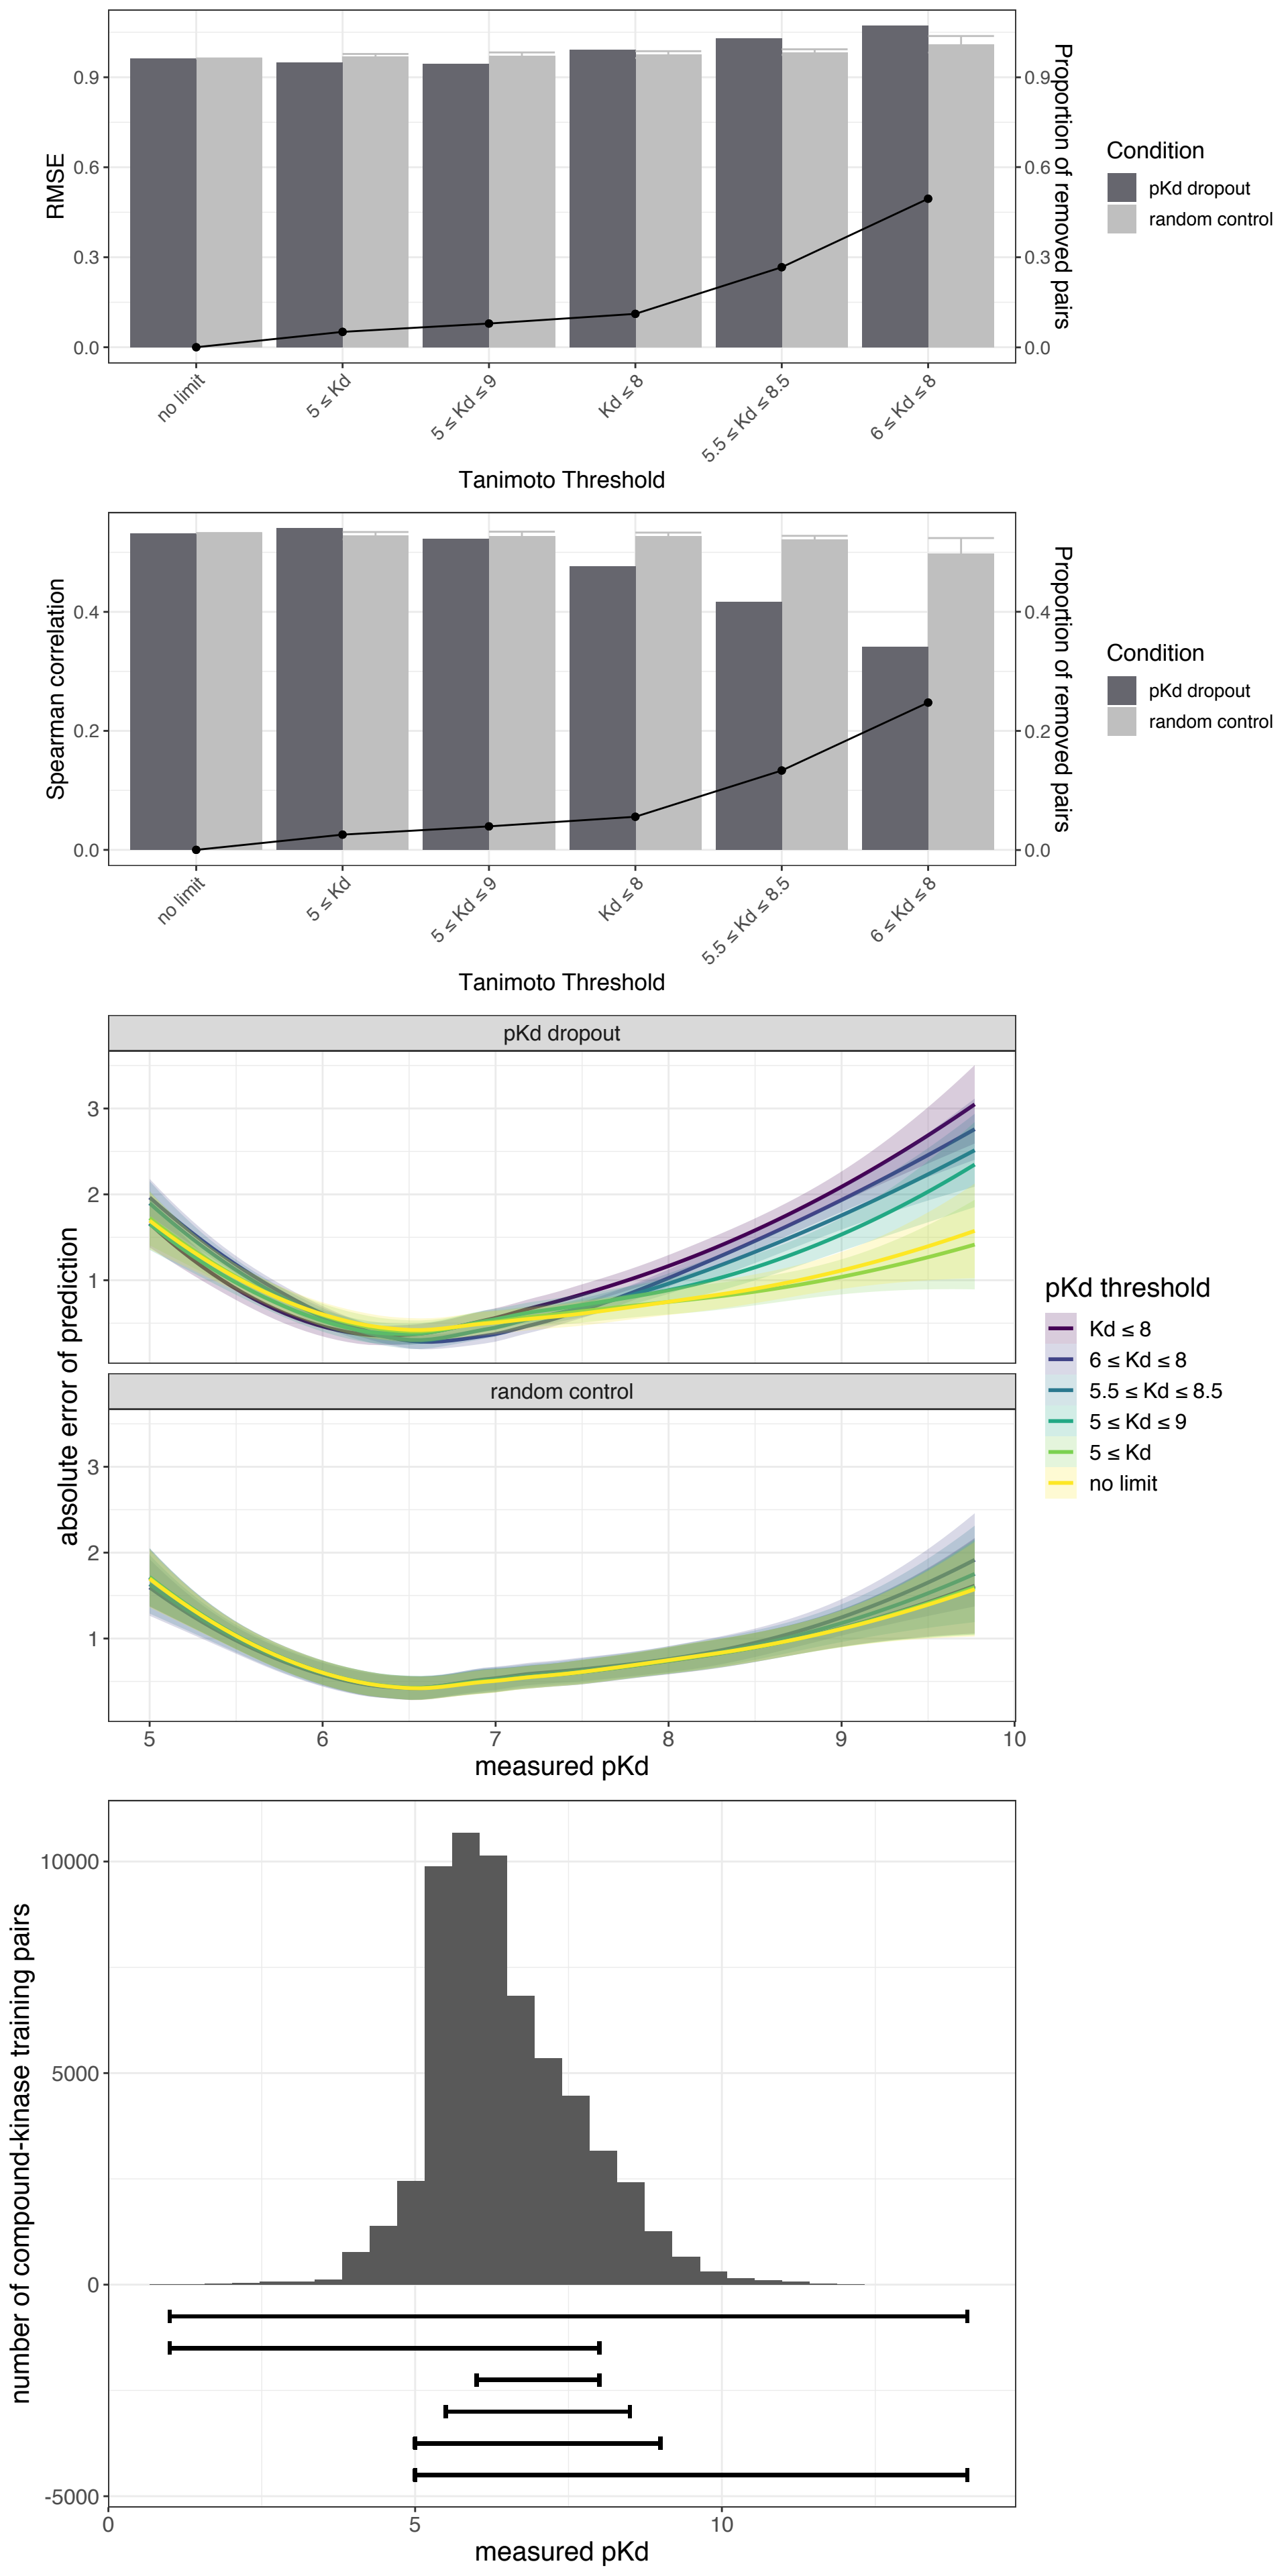 0.9
0.6
0.3
0.0
RMSE
0.9
0.6
0.3
0.0
Proportion of removed pairs
no limit
5 ≤ Kd
5 ≤ Kd ≤ 9
Kd ≤ 8
5.5 ≤ Kd ≤ 8.5
6 ≤ Kd ≤ 8
Tanimoto Threshold
Condition
pKd dropout
random control
0.4
0.2
0.0
Spearman correlation
0.4
0.2
0.0
Proportion of removed pairs
no limit
5 ≤ Kd
5 ≤ Kd ≤ 9
Kd ≤ 8
5.5 ≤ Kd ≤ 8.5
6 ≤ Kd ≤ 8
Tanimoto Threshold
Condition
pKd dropout
random control
pKd dropout
3
2
1
absolute error of prediction
random control
3
2
1
5 6 7 8 9 10
measured pKd
pKd threshold
Kd ≤ 8
6 ≤ Kd ≤ 8
5.5 ≤ Kd ≤ 8.5
5 ≤ Kd ≤ 9
5 ≤ Kd
no limit
10000
5000
0
-5000
number of compound-kinase training pairs
0 5 10
measured pKd